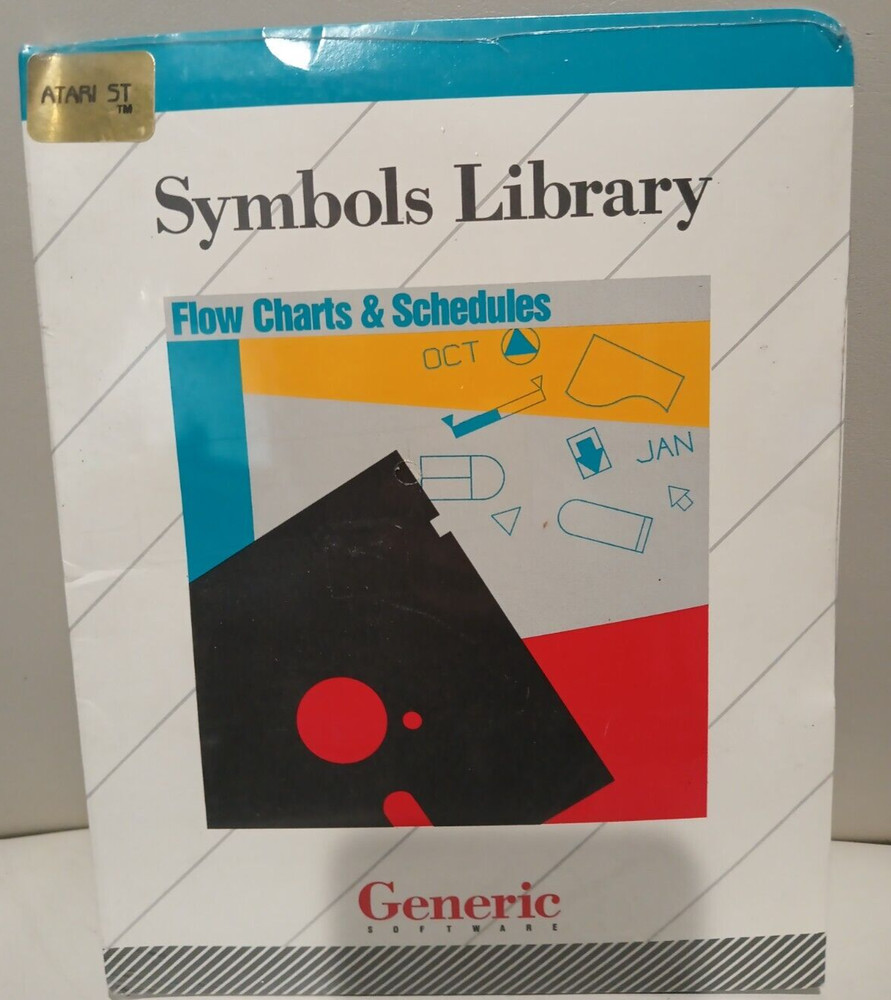 ATARI ST
TM
Symbols Library
Flow Charts & Schedules
OCT
JAN
Generic
SOFTWARE